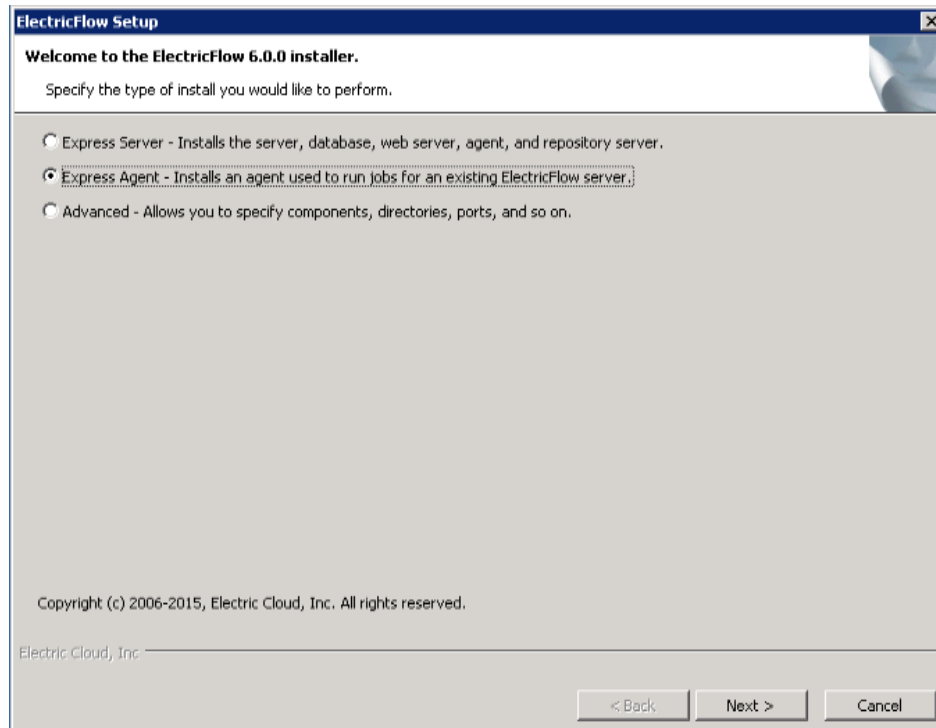 ElectricFlow Setup
Welcome to the ElectricFlow 6.0.0 installer.
Specify the type of install you would like to perform.
Express Server - Installs the server, database, web server, agent, and repository server.
Express Agent - Installs an agent used to run jobs for an existing ElectricFlow server.
Advanced - Allows you to specify components, directories, ports, and so on.
Copyright (c) 2006-2015, Electric Cloud, Inc. All rights reserved.
Electric Cloud, Inc
< Back Next > Cancel